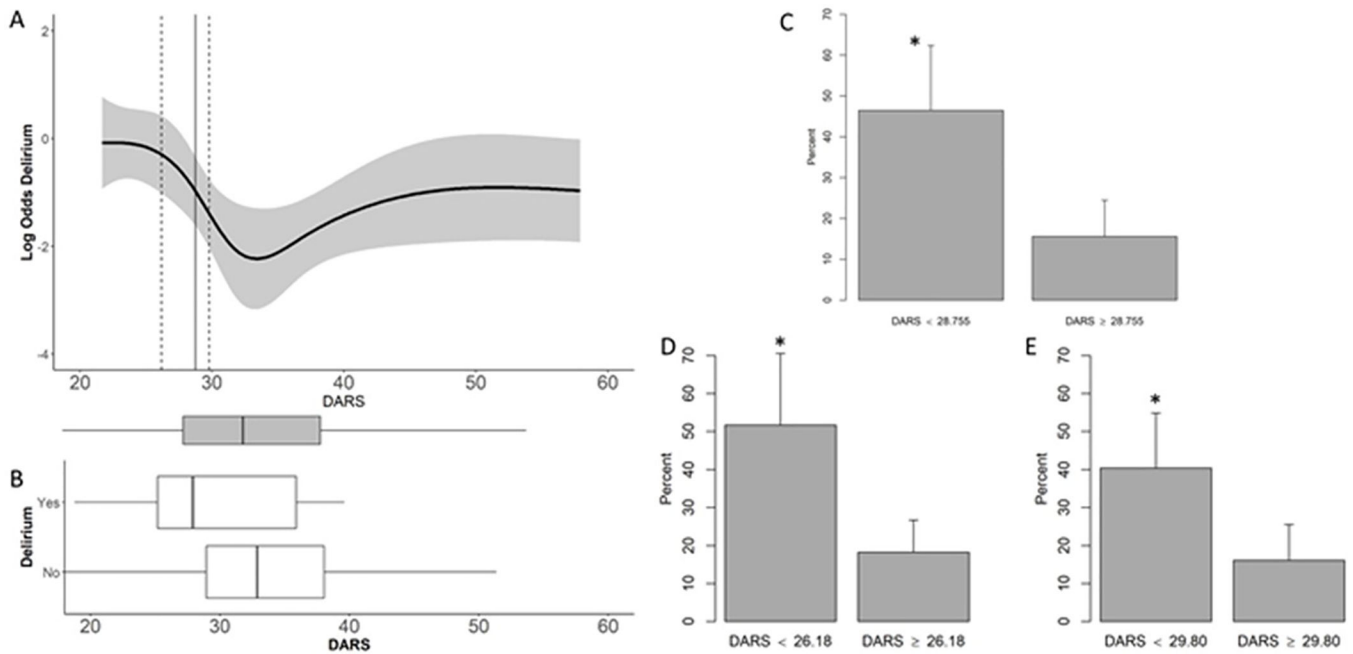 A
2
0
-2
-4
Log Odds Delirium
20 30 40 50 60
DARS
B
Yes
No
Delirium
20 30 40 50 60
DARS
C
70
60
50
40
30
20
10
0
Percent
*
DARS < 28.755 DARS ≥ 28.755
D
70
60
50
40
30
20
10
0
Percent
*
DARS < 26.18 DARS ≥ 26.18
E
70
60
50
40
30
20
10
0
Percent
*
DARS < 29.80 DARS ≥ 29.80